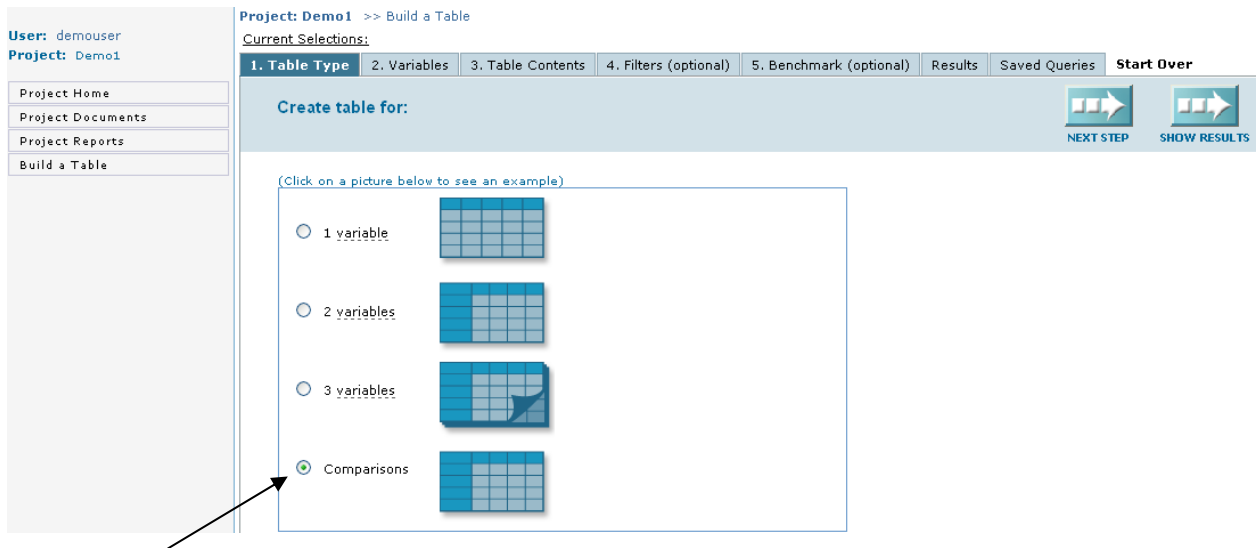 Project: Demo1 >> Build a Table
User: demouser
Project: Demo1
Current Selections:
1. Table Type 2. Variables 3. Table Contents 4. Filters (optional) 5. Benchmark (optional) Results Saved Queries Start Over
Project Home
Project Documents
Project Reports
Build a Table
Create table for:
NEXT STEP SHOW RESULTS
(Click on a picture below to see an example)
1 variable
2 variables
3 variables
Comparisons